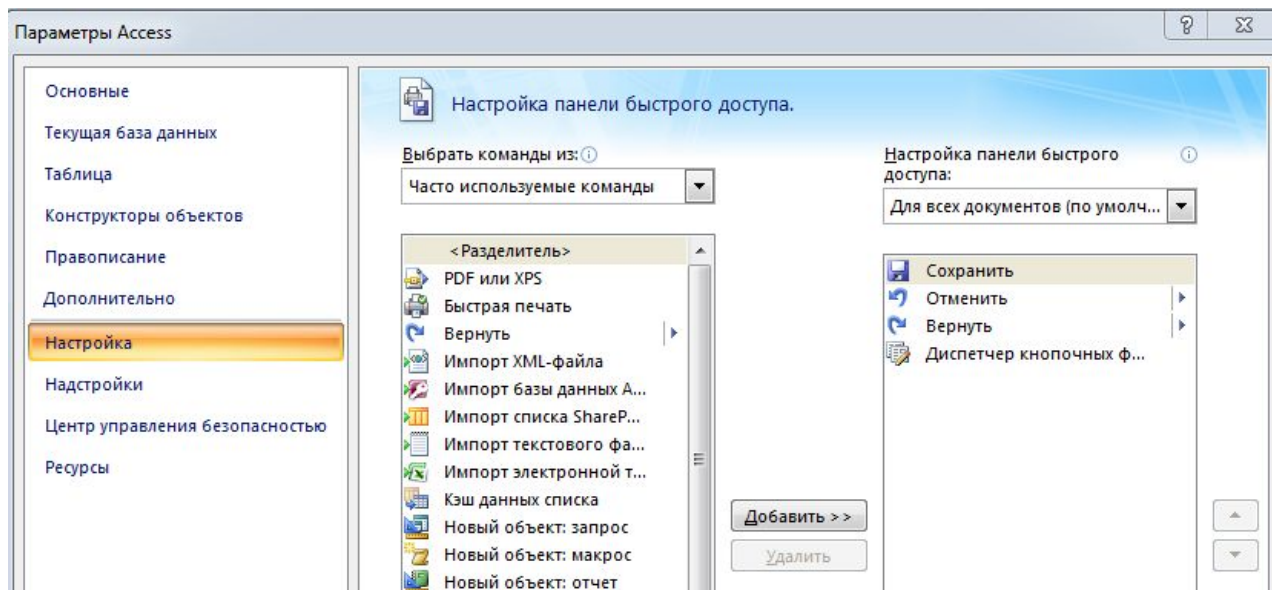 Параметры Access
Основные
Текущая база данных
Таблица
Конструкторы объектов
Правописание
Дополнительно
Настройка
Надстройки
Центр управления безопасностью
Ресурсы
Настройка панели быстрого доступа.
Выбрать команды из:
Часто используемые команды
<Разделитель>
PDF или XPS
Быстрая печать
Вернуть
Импорт XML-файла
Импорт базы данных A...
Импорт списка ShareP...
Импорт текстового фа...
Импорт электронной т...
Кэш данных списка
Новый объект: запрос
Новый объект: макрос
Новый объект: отчет
Добавить >>
Удалить
Настройка панели быстрого
доступа:
Для всех документов (по умолч...
Сохранить
Отменить
Вернуть
Диспетчер кнопочных ф...